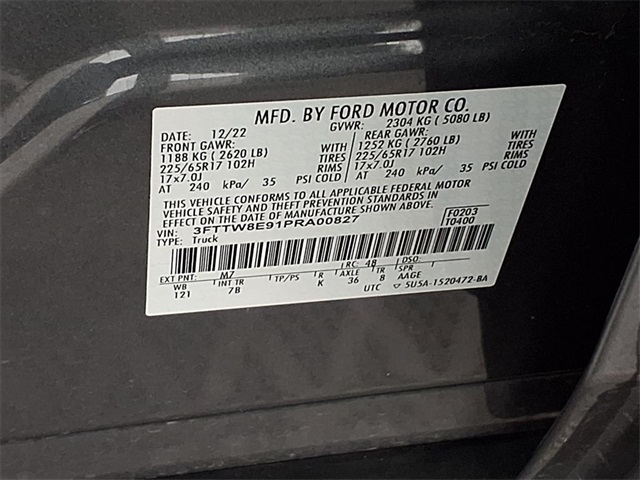 MFD. BY FORD MOTOR CO.
DATE: 12/22 GVWR: 2304 KG ( 5080 LB)
FRONT GAWR: REAR GAWR:
1188 KG ( 2620 LB) WITH 1252 KG ( 2760 LB) WITH
225/65R17 102H TIRES 225/65R17 102H TIRES
17x7.0J RIMS 17x7.0J RIMS
AT 240 kPa/ 35 PSI COLD AT 240 kPa/ 35 PSI COLD
THIS VEHICLE CONFORMS TO ALL APPLICABLE FEDERAL MOTOR
VEHICLE SAFETY AND THEFT PREVENTION STANDARDS IN
EFFECT ON THE DATE OF MANUFACTURE SHOWN ABOVE.
VIN: 3FTTW8E91PRA00827 F0203
TYPE: Truck T0400
EXT PNT: M7 RC: 48 DSO:
WB INT TR TP/PS R AXLE TR SPR
121 7B K 36 8 AAGE
UTC 5U5A-1520472-BA